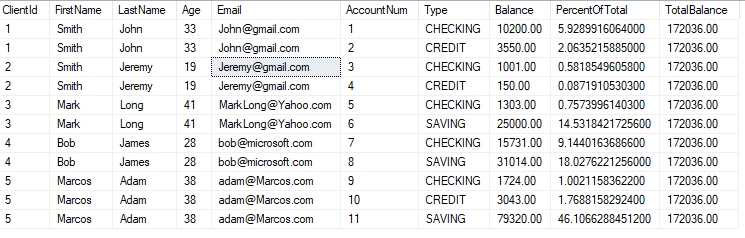 ClientId FirstName LastName Age Email AccountNum Type Balance PercentOfTotal TotalBalance
1 Smith John 33 John@gmail.com 1 CHECKING 10200.00 5.9289916064000 172036.00
1 Smith John 33 John@gmail.com 2 CREDIT 3550.00 2.0635215885000 172036.00
2 Smith Jeremy 19 Jeremy@gmail.com 3 CHECKING 1001.00 0.5818549605800 172036.00
2 Smith Jeremy 19 Jeremy@gmail.com 4 CREDIT 150.00 0.0871910530300 172036.00
3 Mark Long 41 MarkLong@Yahoo.com 5 CHECKING 1303.00 0.7573996140300 172036.00
3 Mark Long 41 MarkLong@Yahoo.com 6 SAVING 25000.00 14.5318421725600 172036.00
4 Bob James 28 bob@microsoft.com 7 CHECKING 15731.00 9.1440163686600 172036.00
4 Bob James 28 bob@microsoft.com 8 SAVING 31014.00 18.0276221256000 172036.00
5 Marcos Adam 38 adam@Marcos.com 9 CHECKING 1724.00 1.0021158362200 172036.00
5 Marcos Adam 38 adam@Marcos.com 10 CREDIT 3043.00 1.7688158292400 172036.00
5 Marcos Adam 38 adam@Marcos.com 11 SAVING 79320.00 46.1066288451200 172036.00